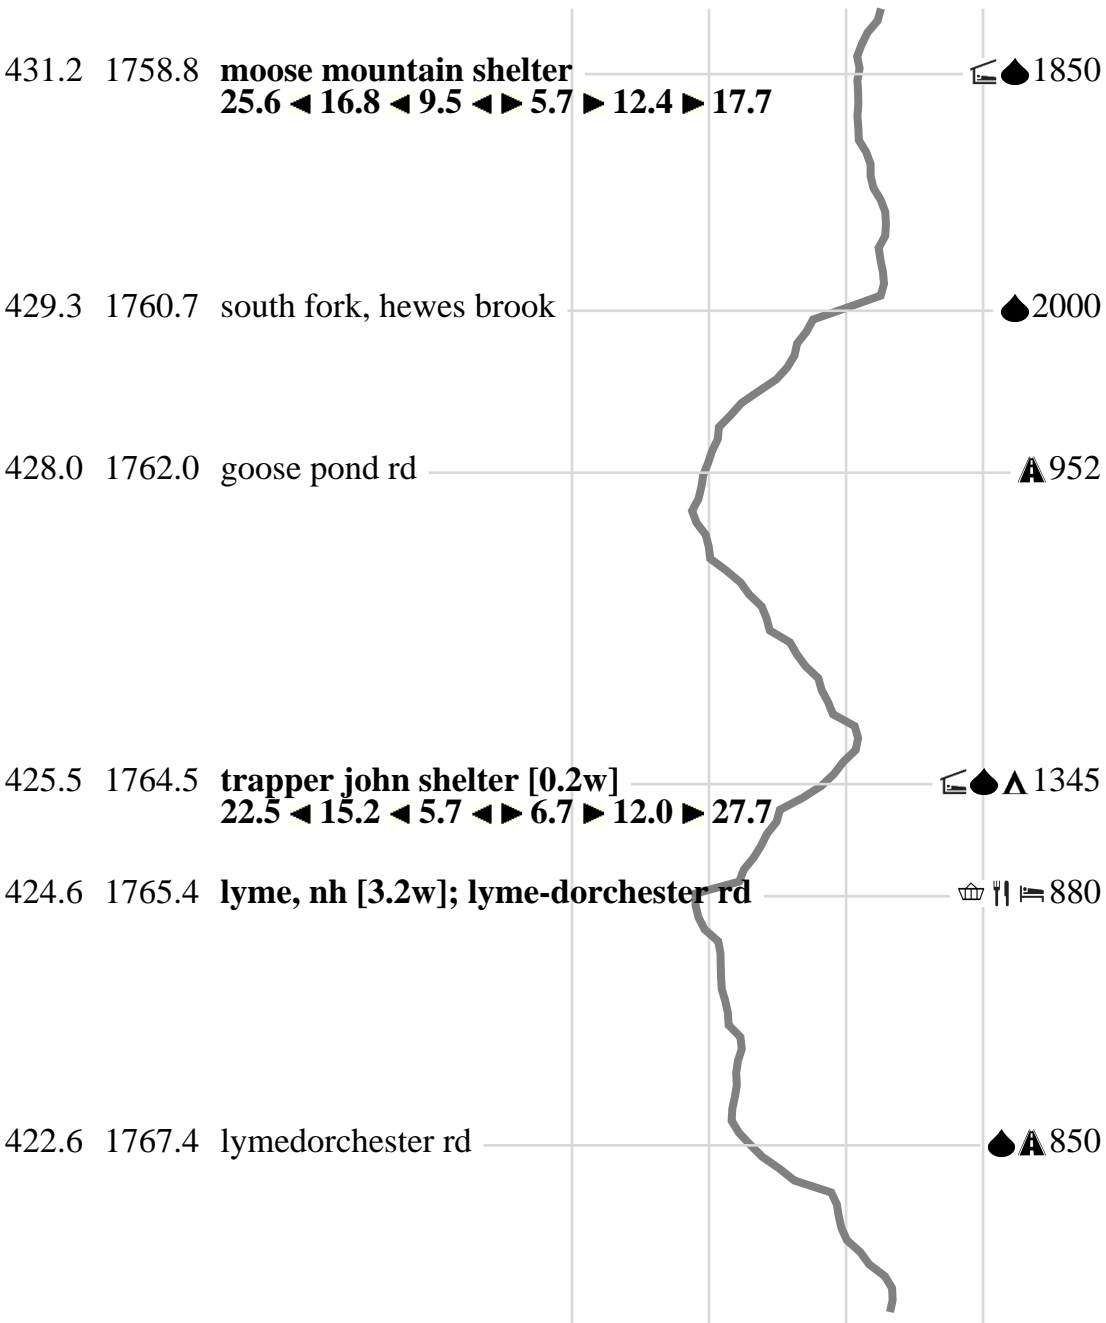 431.2 1758.8 moose mountain shelter 1850
25.6 ◄ 16.8 ◄ 9.5 ◄ ► 5.7 ► 12.4 ► 17.7
429.3 1760.7 south fork, hewes brook 2000
428.0 1762.0 goose pond rd 952
425.5 1764.5 trapper john shelter [0.2w] 1345
22.5 ◄ 15.2 ◄ 5.7 ◄ ► 6.7 ► 12.0 ► 27.7
424.6 1765.4 lyme, nh [3.2w]; lyme-dorchester rd 880
422.6 1767.4 lymedorchester rd 850